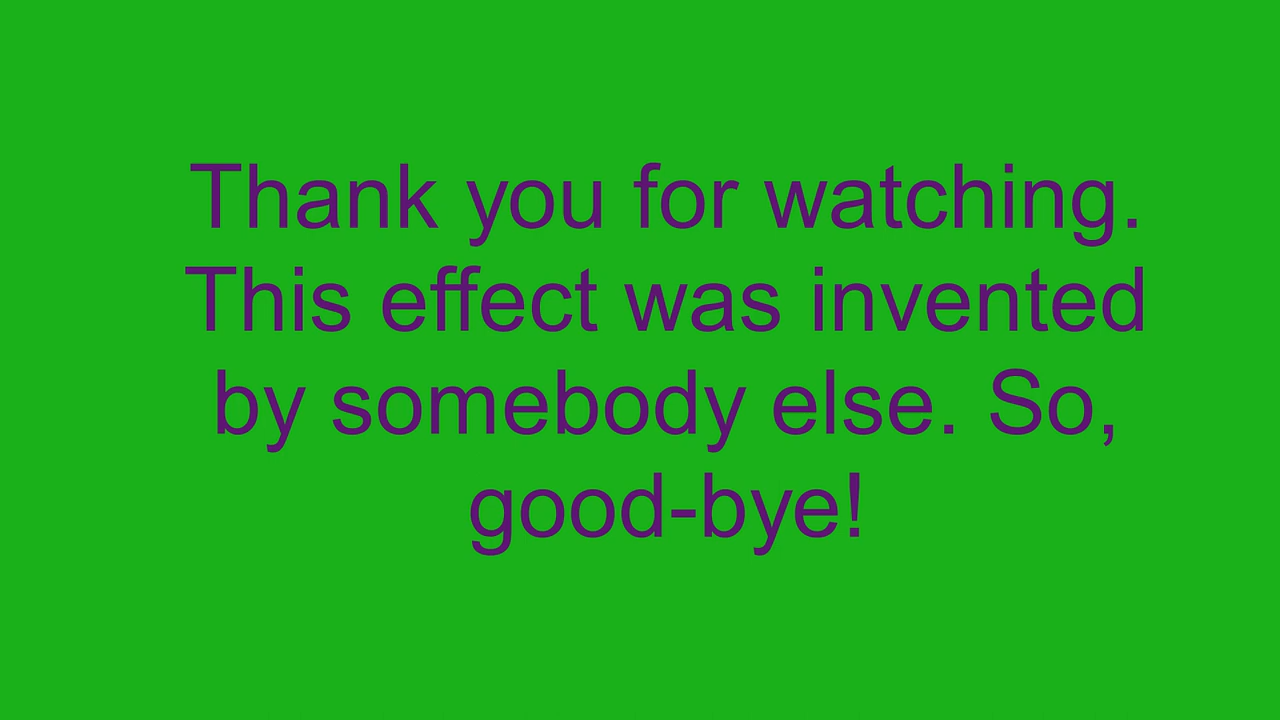 Thank you for watching.
This effect was invented
by somebody else. So,
good-bye!